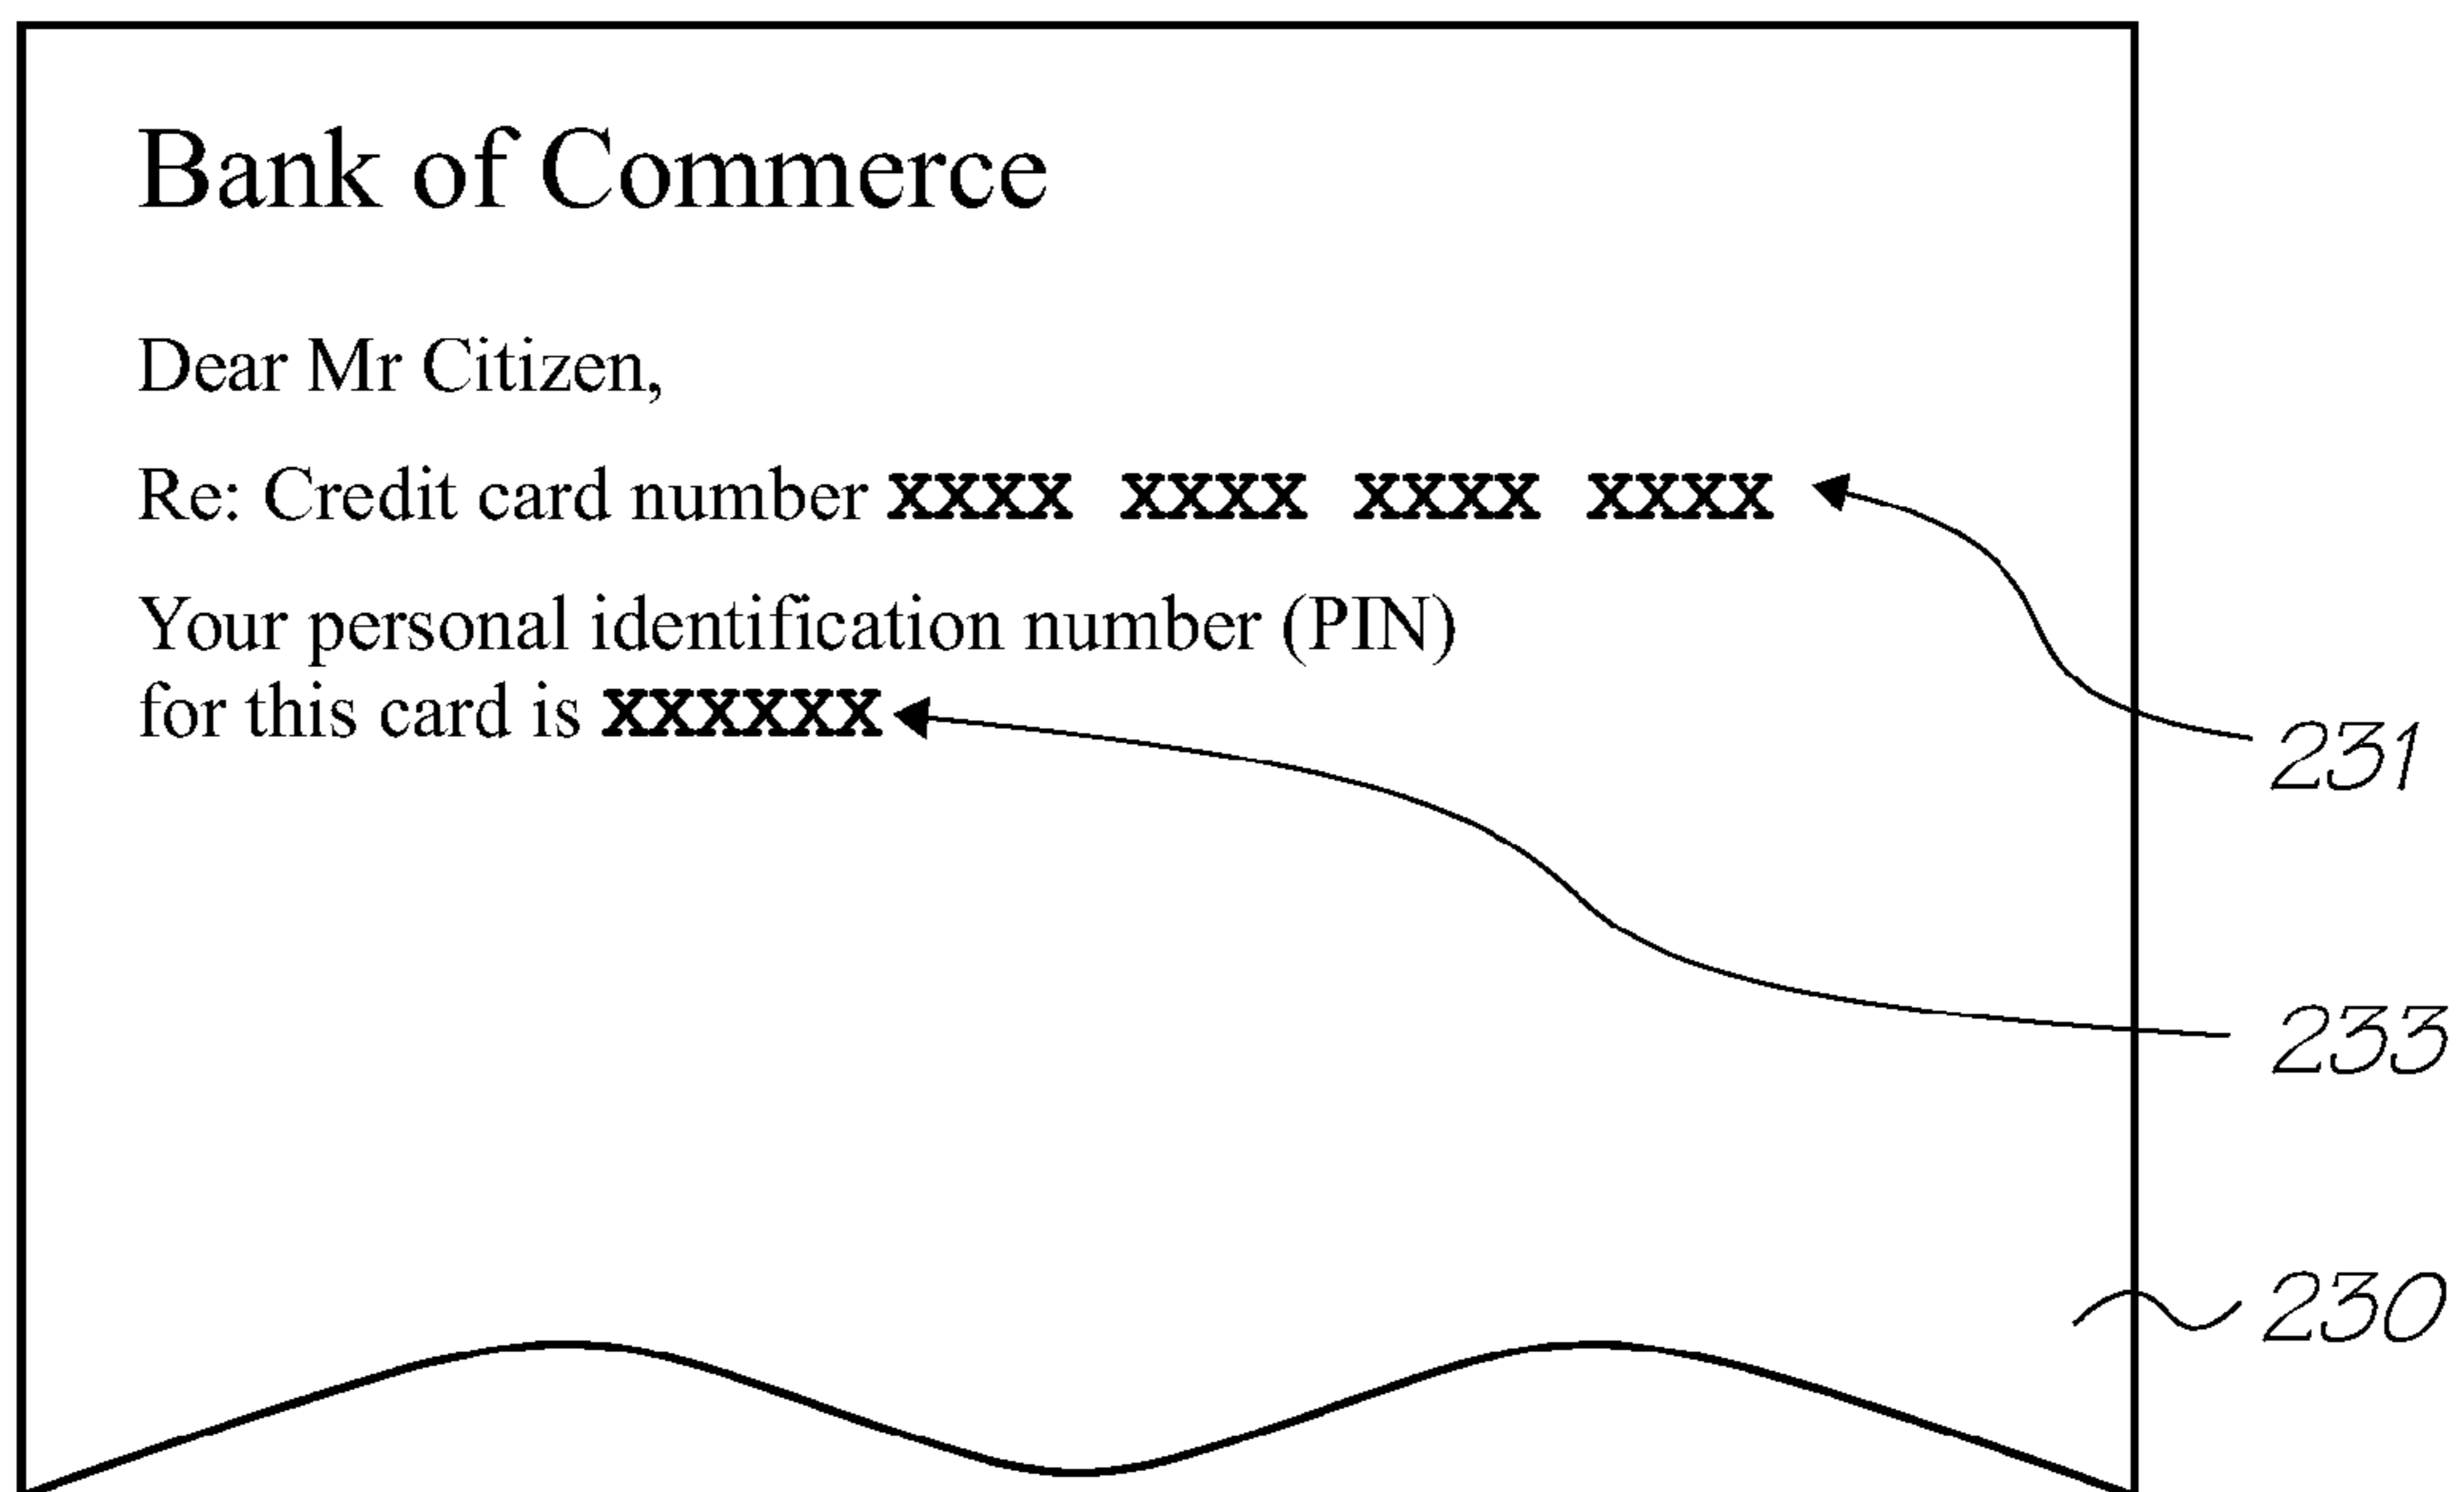 Bank of Commerce
Dear Mr Citizen,
Re: Credit card number xxxx xxxx xxxx xxxx
Your personal identification number (PIN)
for this card is xxxxxx
231
233
230